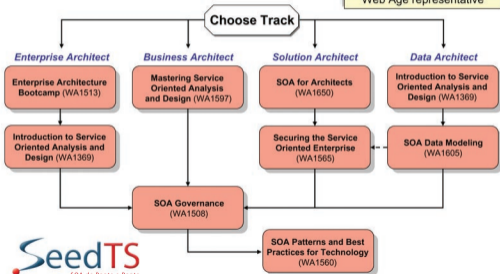 Web Age representative
Choose Track
Enterprise Architect
Business Architect
Solution Architect
Data Architect
Enterprise Architecture
Bootcamp (WA1513)
Mastering Service
Oriented Analysis
and Design (WA1597)
SOA for Architects
(WA1650)
Introduction to Service
Oriented Analysis and
Design (WA1369)
Introduction to Service
Oriented Analysis and
Design (WA1369)
Securing the Service
Oriented Enterprise
(WA1565)
SOA Data Modeling
(WA1605)
SOA Governance
(WA1508)
SOA Patterns and Best
Practices for Technology
(WA1560)
SeedTS